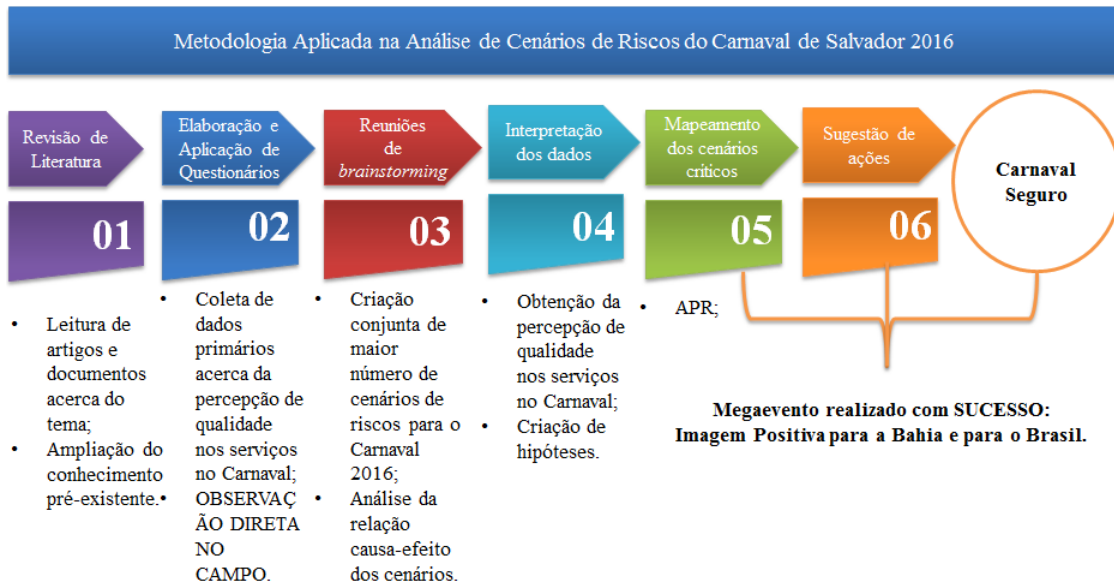 Metodologia Aplicada na Análise de Cenários de Riscos do Carnaval de Salvador 2016
Revisão de
Literatura
01
• Leitura de
artigos e
documentos
acerca do
tema;
• Ampliação do
conhecimento
pré-existente.
Elaboração e
Aplicação de
Questionários
02
• Coleta de
dados
primários
acerca da
percepção de
qualidade
nos serviços
no Carnaval;
• OBSERVAÇ
ÃO DIRETA
NO
CAMPO.
Reuniões
de
brainstorming
03
• Criação
conjunta de
maior
número de
cenários de
riscos para o
Carnaval
2016;
• Análise da
relação
causa-efeito
dos cenários.
Interpretação
dos dados
04
• Obtenção da
percepção de
qualidade
nos serviços
no Carnaval;
• Criação de
hipóteses.
Mapeamento
dos cenários
críticos
05
• APR;
Sugestão de
ações
06
Carnaval
Seguro
Megaevento realizado com SUCESSO:
Imagem Positiva para a Bahia e para o Brasil.